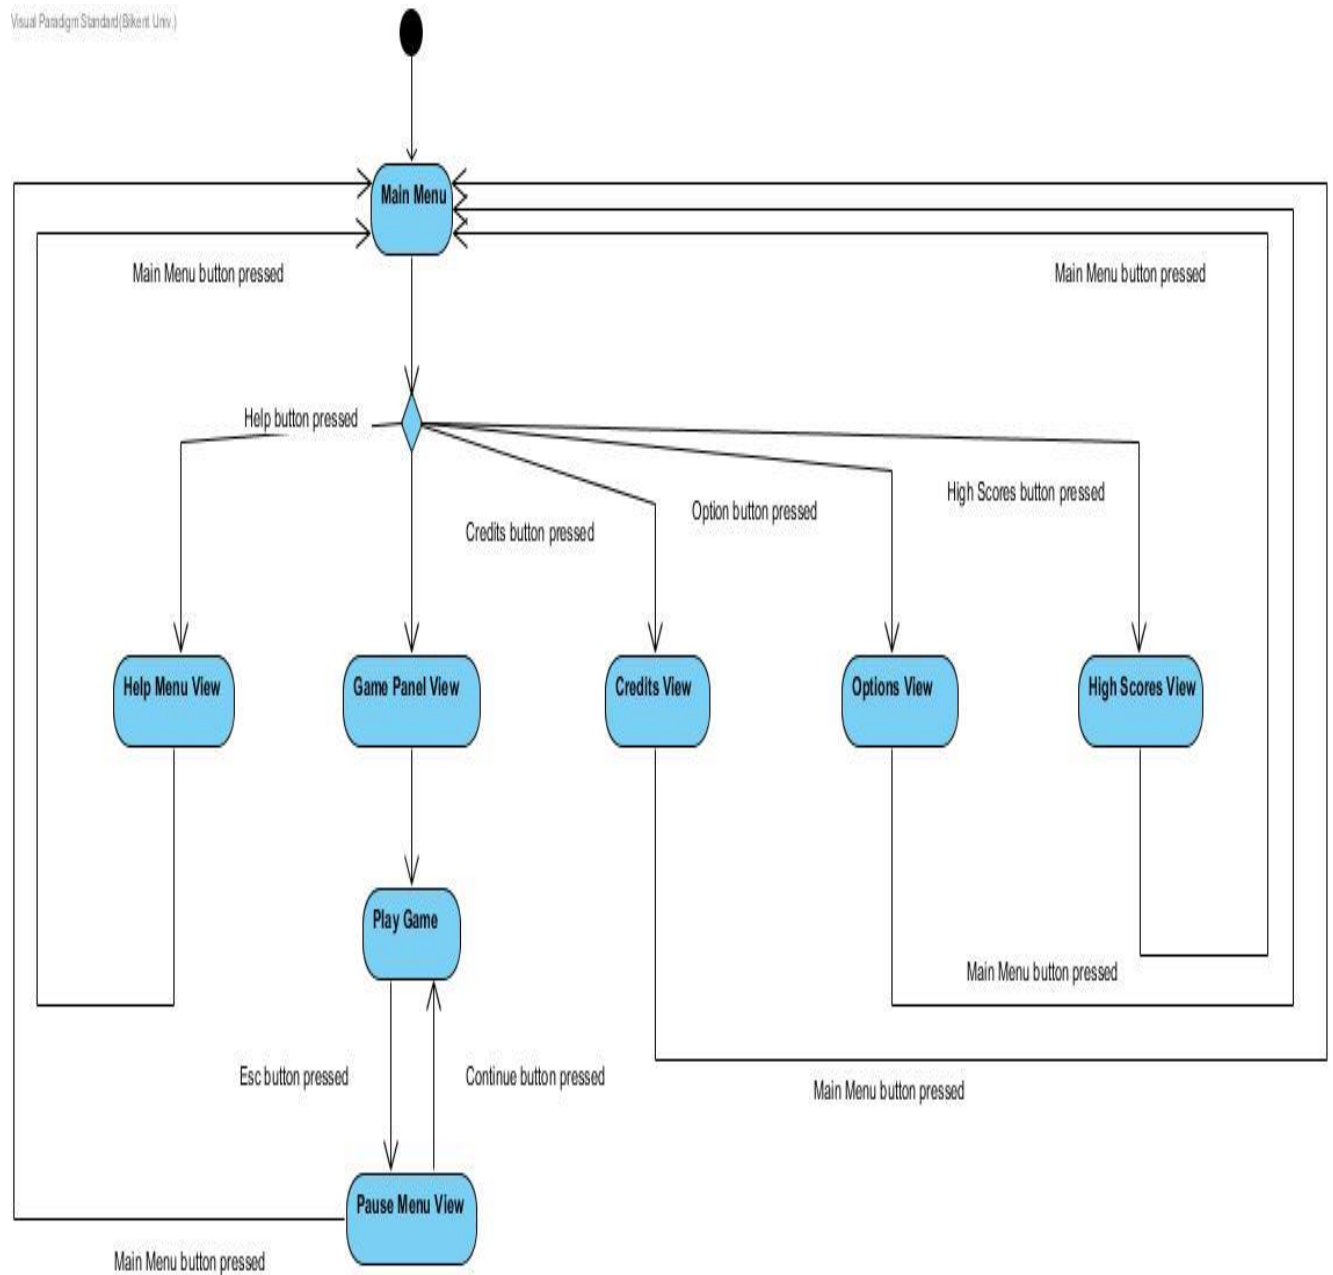 Visual Paradigm Standard(Bilkent Univ.)
Main Menu
Main Menu button pressed
Main Menu button pressed
Help button pressed
High Scores button pressed
Option button pressed
Credits button pressed
Help Menu View
Game Panel View
Credits View
Options View
High Scores View
Play Game
Main Menu button pressed
Esc button pressed
Continue button pressed
Main Menu button pressed
Pause Menu View
Main Menu button pressed